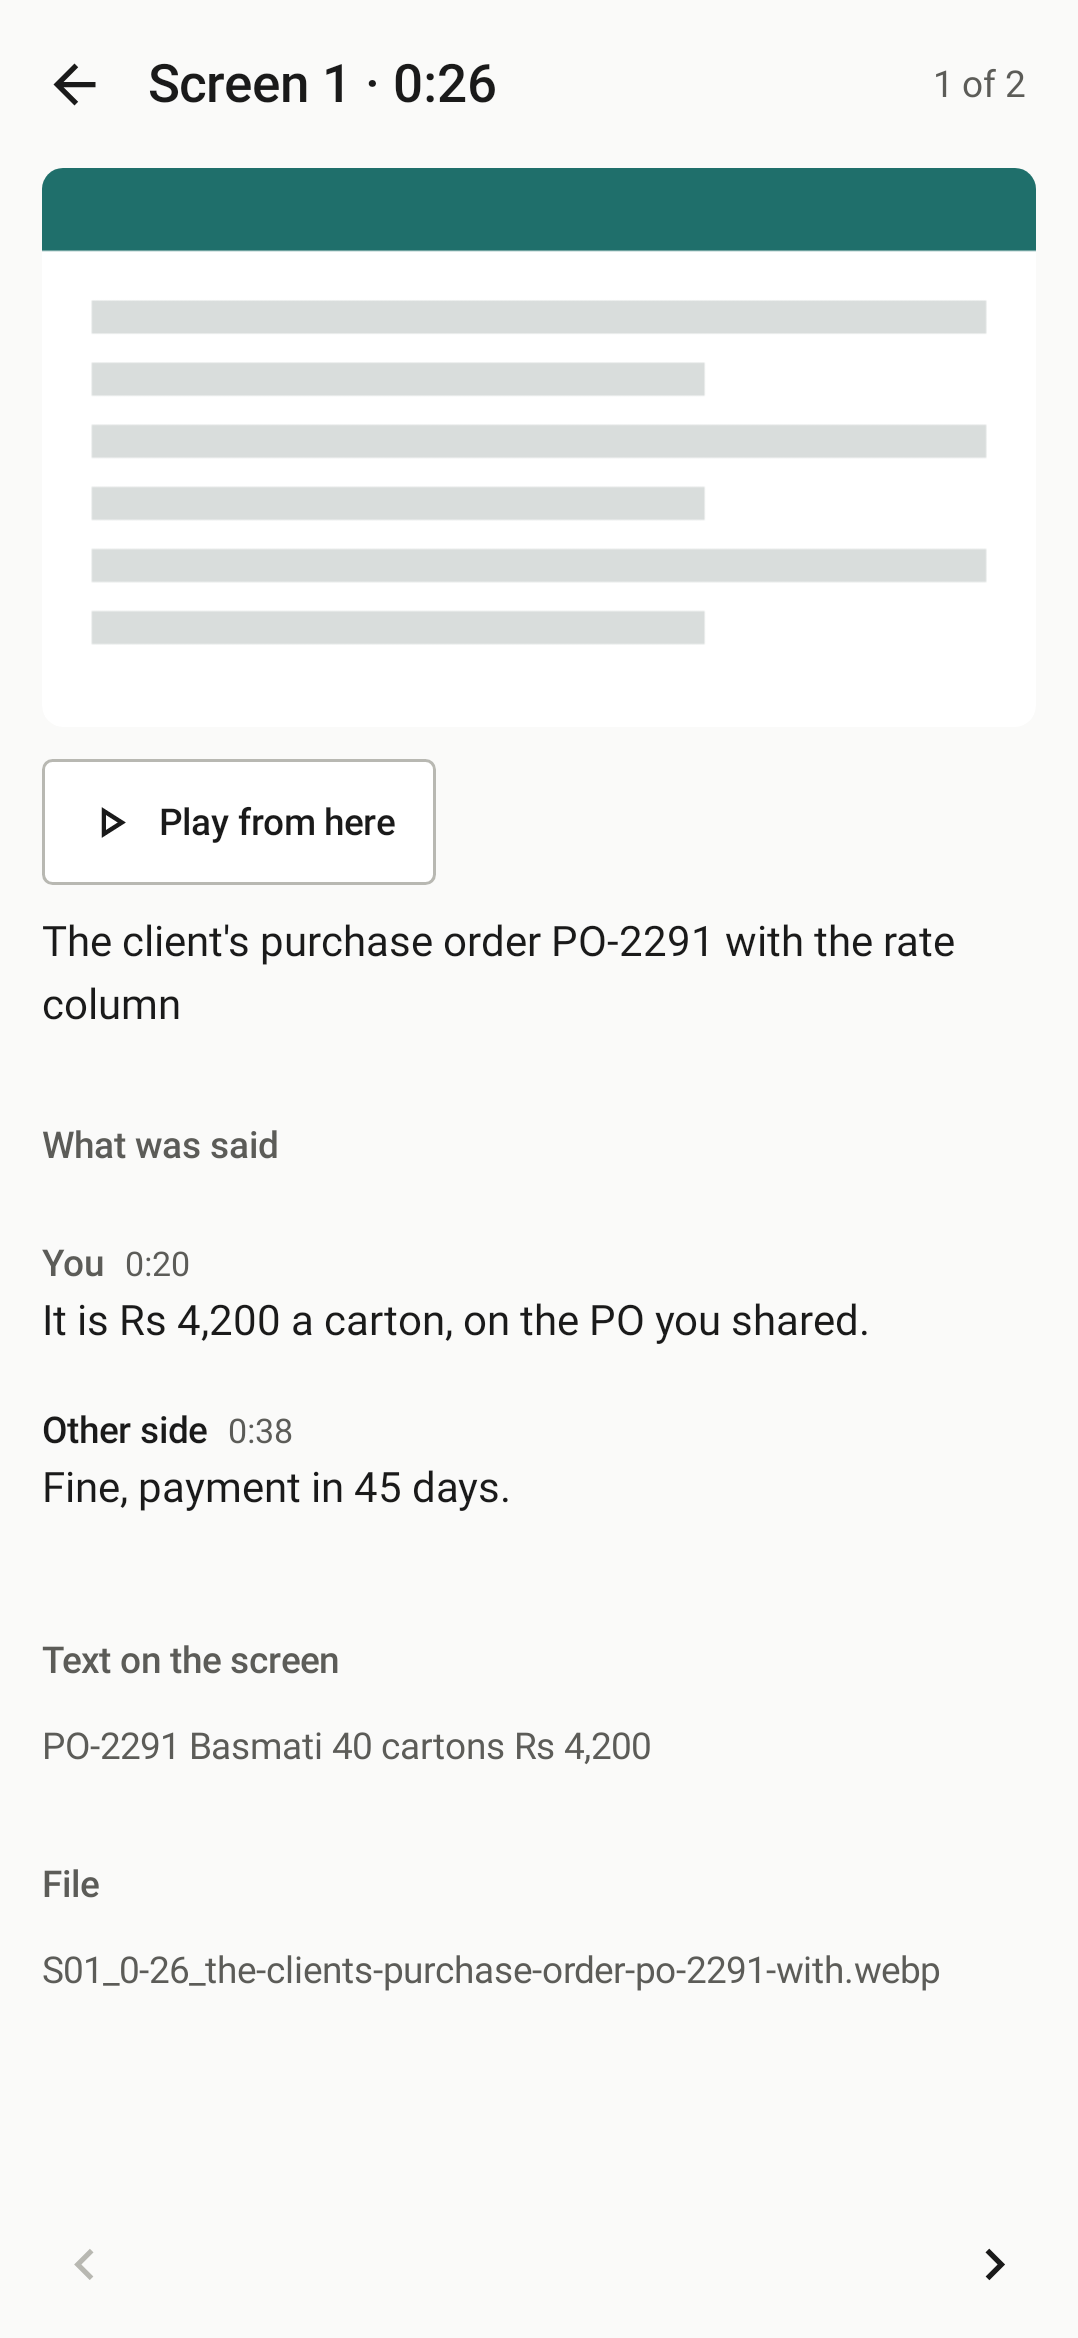 Screen 1 · 0:26
1 of 2
Play from here
The client's purchase order PO-2291 with the rate
column
What was said
You 0:20
It is Rs 4,200 a carton, on the PO you shared.
Other side 0:38
Fine, payment in 45 days.
Text on the screen
PO-2291 Basmati 40 cartons Rs 4,200
File
S01_0-26_the-clients-purchase-order-po-2291-with.webp